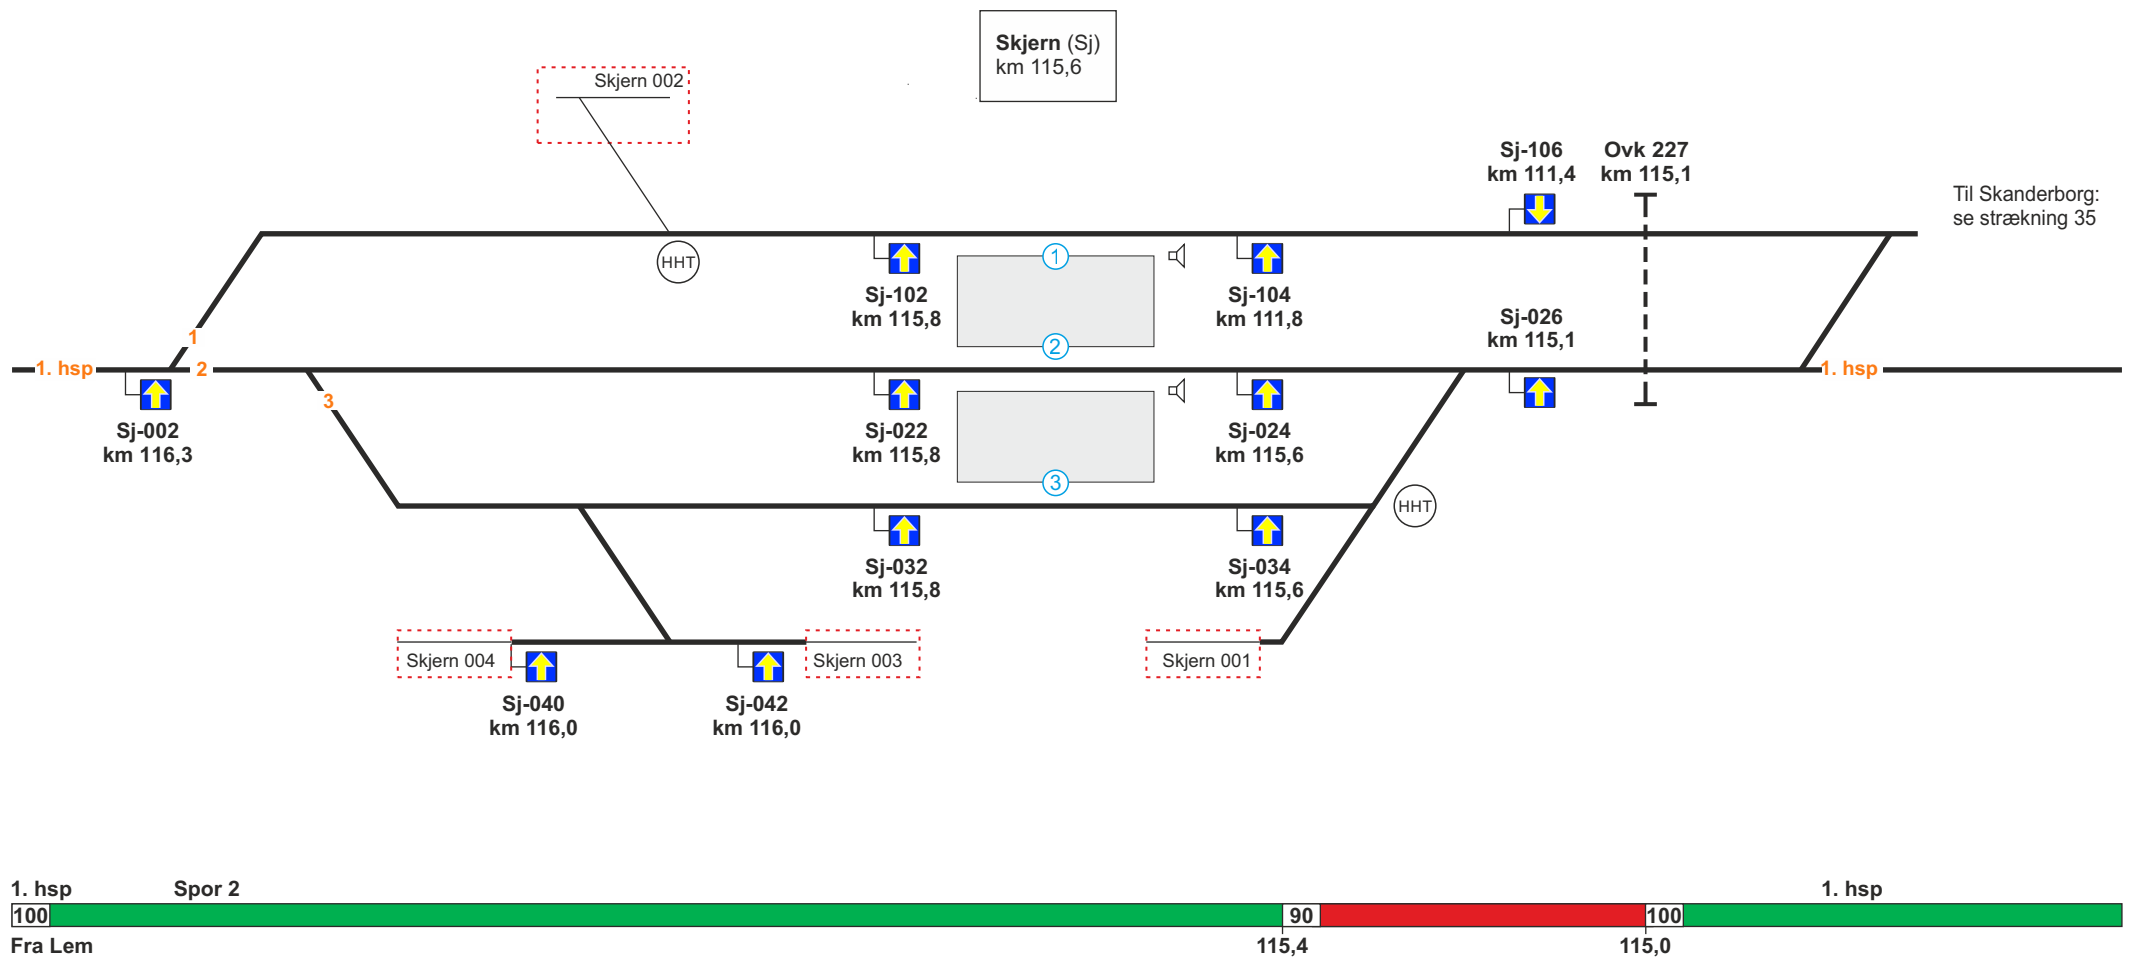 Skjern (Sj)
km 115,6
Skjern 002
Sj-106
km 111,4
Ovk 227
km 115,1
Til Skanderborg:
se strækning 35
HHT
1
Sj-102
km 115,8
Sj-104
km 111,8
Sj-026
km 115,1
1
2
1. hsp
2
1. hsp
3
Sj-002
km 116,3
Sj-022
km 115,8
Sj-024
km 115,6
3
HHT
Sj-032
km 115,8
Sj-034
km 115,6
Skjern 004
Skjern 003
Skjern 001
Sj-040
km 116,0
Sj-042
km 116,0
1. hsp
Spor 2
1. hsp
100
90
100
Fra Lem
115,4
115,0